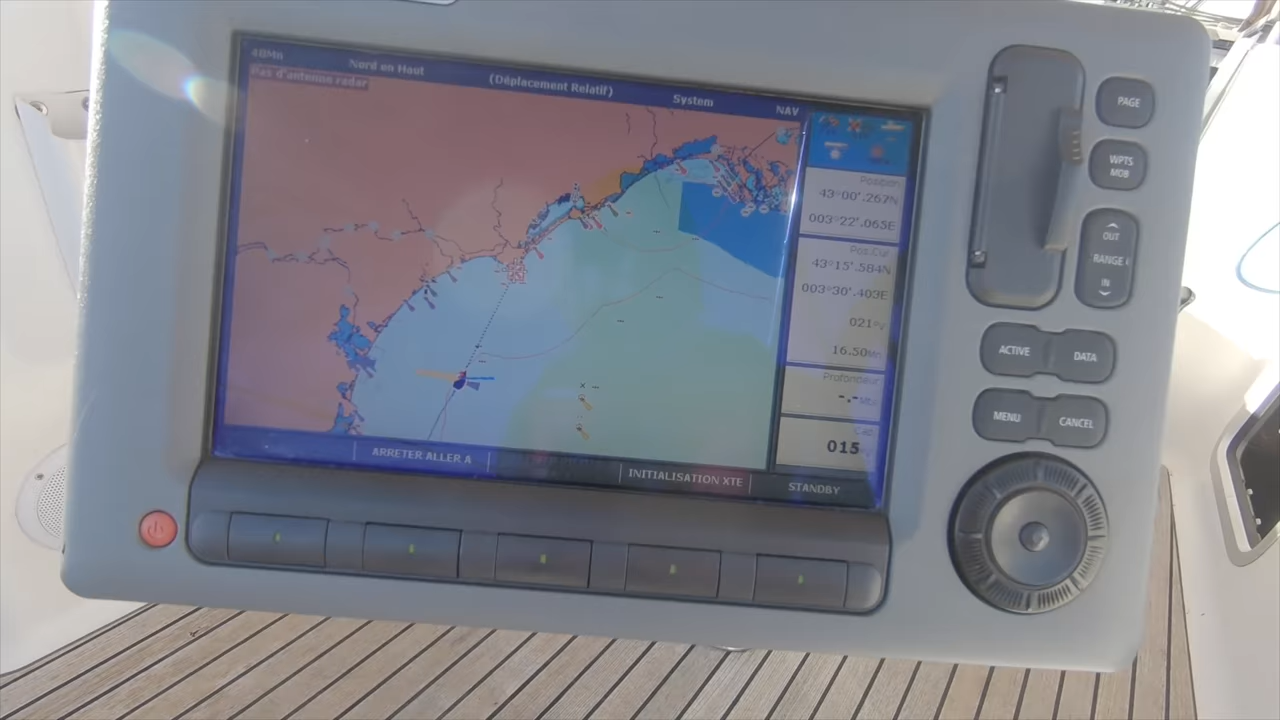 48Mn Nord en Haut (Déplacement Relatif) System NAV
Pas d'antenne radar
Position
43°00'.267N
003°22'.065E
Pos.Cur
43°15'.584N
003°30'.403E
021°V
16.50Mn
Profondeur
-.-
Cap
015
ARRETER ALLER A
INITIALISATION XTE
STANDBY
PAGE
WPTS
MOB
OUT
RANGE
IN
ACTIVE
DATA
MENU
CANCEL